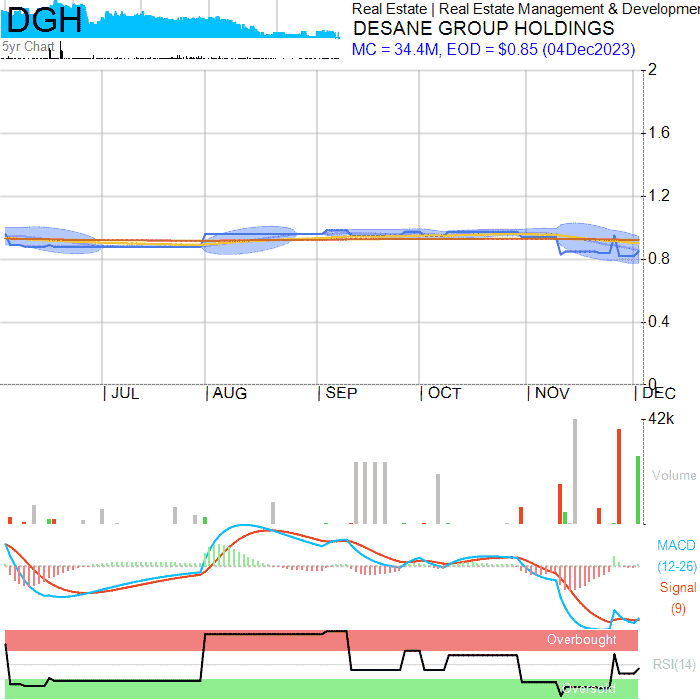 DGH
5yr Chart
Real Estate | Real Estate Management & Developmen
DESANE GROUP HOLDINGS
MC = 34.4M, EOD = $0.85 (04Dec2023)
2
1.6
1.2
0.8
0.4
0
| JUL | AUG | SEP | OCT | NOV | DEC
42k
Volume
MACD
(12-26)
Signal
(9)
Overbought
RSI(14)
Oversold